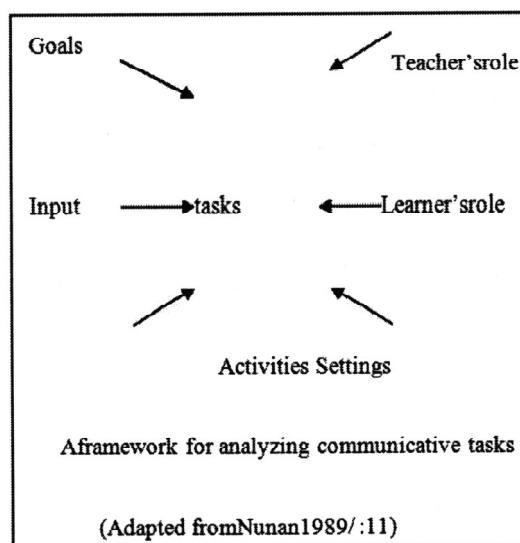 Goals
Teacher'srole
Input
tasks
Learner'srole
Activities Settings
Aframework for analyzing communicative tasks
(Adapted fromNunan1989/ :11)